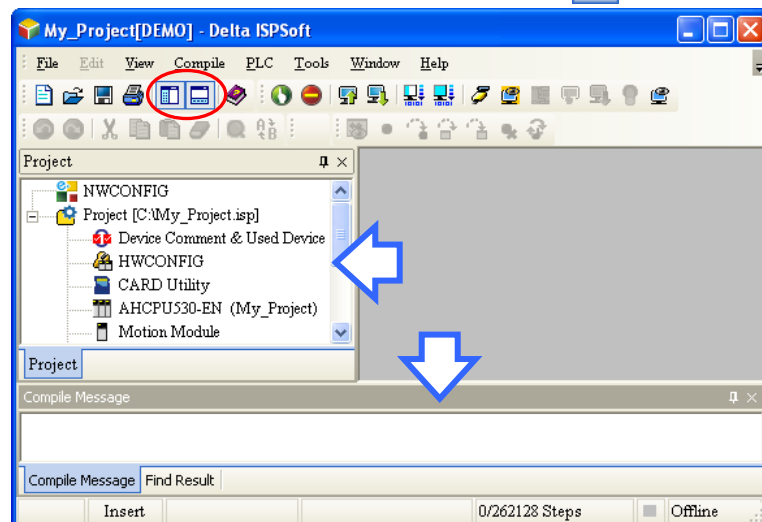 My_Project[DEMO] - Delta ISPSoft
File Edit View Compile PLC Tools Window Help
Project
NWCONFIG
Project [C:\My_Project.isp]
Device Comment & Used Device
HWCONFIG
CARD Utility
AHCPU530-EN (My_Project)
Motion Module
Project
Compile Message
Compile Message Find Result
Insert 0/262128 Steps Offline